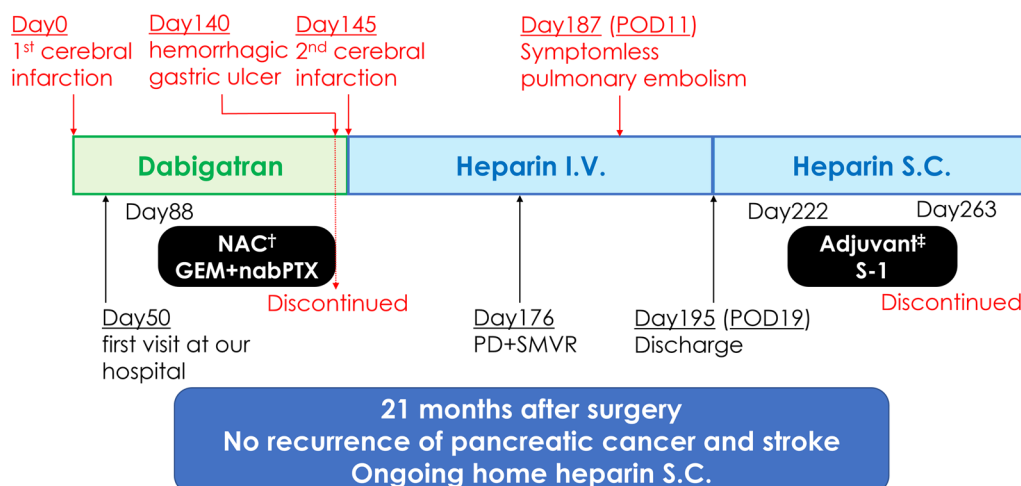 Day0
1st cerebral
infarction
Day140
hemorrhagic
gastric ulcer
Day145
2nd cerebral
infarction
Day187 (POD11)
Symptomless
pulmonary embolism
Dabigatran
Heparin I.V.
Heparin S.C.
Day88
NAC†
GEM+nabPTX
Discontinued
Day222
Day263
Adjuvant‡
S-1
Discontinued
Day50
first visit at our
hospital
Day176
PD+SMVR
Day195 (POD19)
Discharge
21 months after surgery
No recurrence of pancreatic cancer and stroke
Ongoing home heparin S.C.